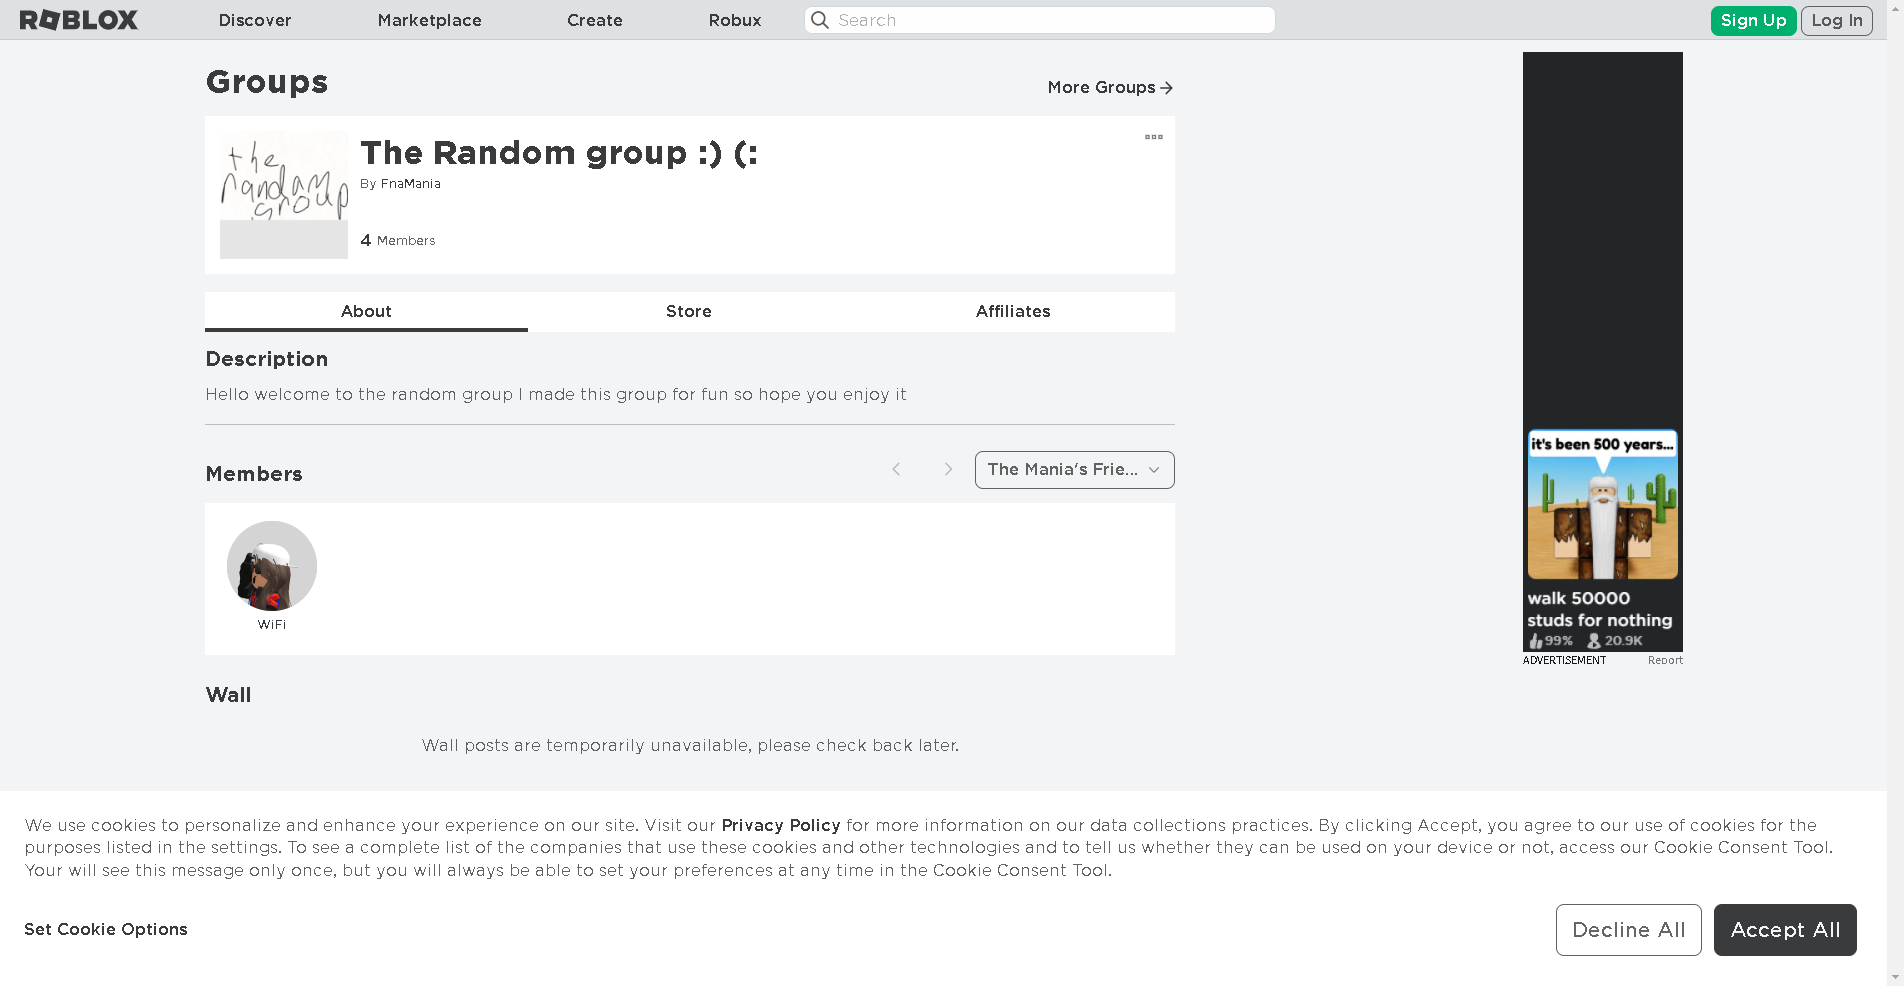 ROBLOX Discover Marketplace Create Robux Search Sign Up Log In
Groups
More Groups
the
random
group
The Random group :) (:
By FnaMania
4 Members
About Store Affiliates
Description
Hello welcome to the random group I made this group for fun so hope you enjoy it
Members
The Mania's Frie...
WiFi
Wall
Wall posts are temporarily unavailable, please check back later.
it's been 500 years...
walk 50000
studs for nothing
99% 20.9K
ADVERTISEMENT Report
We use cookies to personalize and enhance your experience on our site. Visit our Privacy Policy for more information on our data collections practices. By clicking Accept, you agree to our use of cookies for the
purposes listed in the settings. To see a complete list of the companies that use these cookies and other technologies and to tell us whether they can be used on your device or not, access our Cookie Consent Tool.
Your will see this message only once, but you will always be able to set your preferences at any time in the Cookie Consent Tool.
Set Cookie Options
Decline All
Accept All